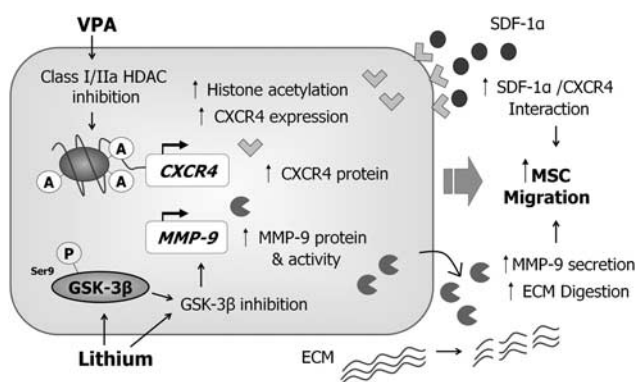 VPA
Class I/IIa HDAC
inhibition
↑ Histone acetylation
↑ CXCR4 expression
SDF-1α
↑ SDF-1α /CXCR4
Interaction
A
A
A
CXCR4
↑ CXCR4 protein
↑ MSC
Migration
MMP-9
↑ MMP-9 protein
& activity
P
Ser9
GSK-3β
GSK-3β inhibition
↑MMP-9 secretion
↑ ECM Digestion
Lithium
ECM